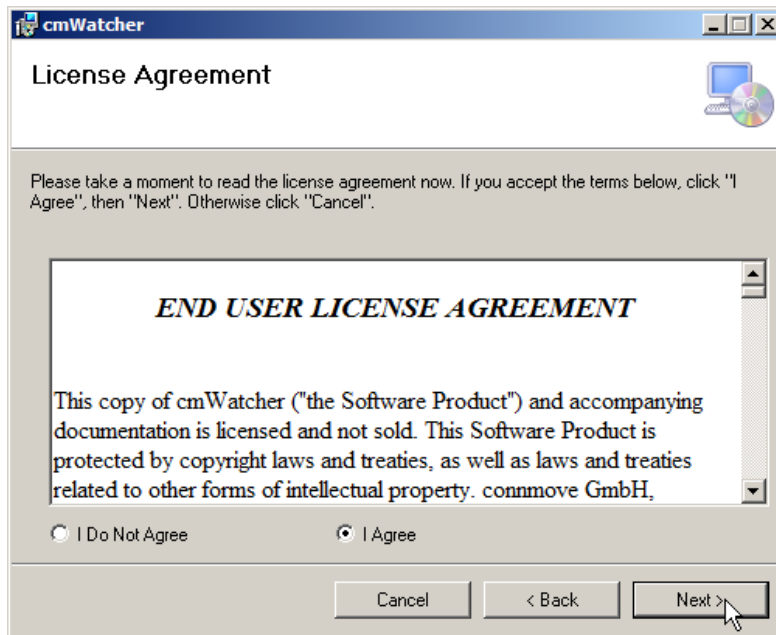 cmWatcher
License Agreement
Please take a moment to read the license agreement now. If you accept the terms below, click "I
Agree", then "Next". Otherwise click "Cancel".
END USER LICENSE AGREEMENT
This copy of cmWatcher ("the Software Product") and accompanying
documentation is licensed and not sold. This Software Product is
protected by copyright laws and treaties, as well as laws and treaties
related to other forms of intellectual property. connmove GmbH,
I Do Not Agree
I Agree
Cancel
< Back
Next >